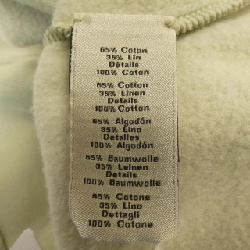 65% Coton
35% Lin
Détails
100% Coton
65% Cotton
35% Linen
Details
100% Cotton
65% Algodón
35% Lino
Detalles
100% Algodón
65% Baumwolle
35% Leinen
Details
100% Baumwolle
65% Cotone
35% Lino
Dettagli
100% Cotone